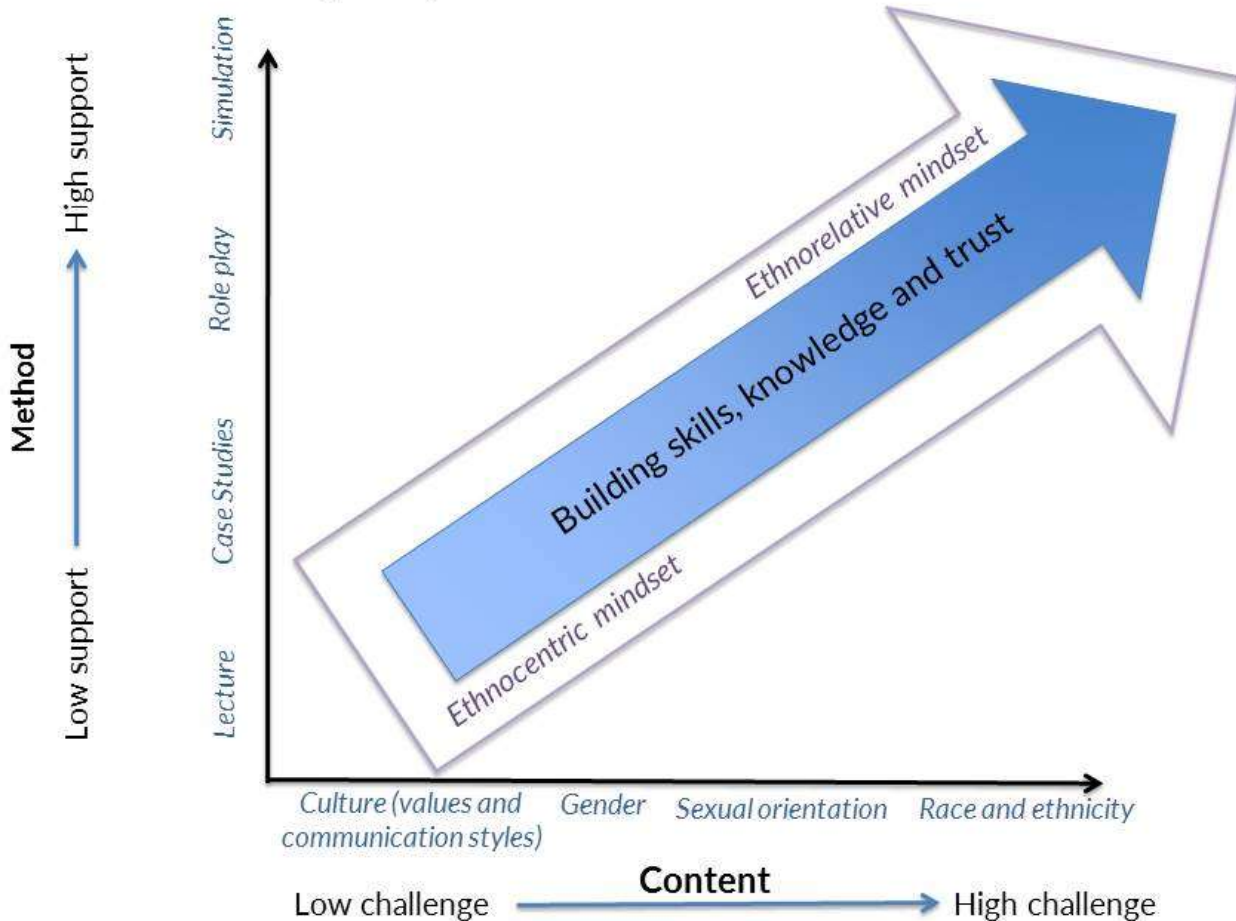 Method
Low support
High support
Lecture
Case Studies
Role play
Simulation
Ethnorelative mindset
Building skills, knowledge and trust
Ethnocentric mindset
Culture (values and
communication styles)
Gender
Sexual orientation
Race and ethnicity
Content
Low challenge
High challenge